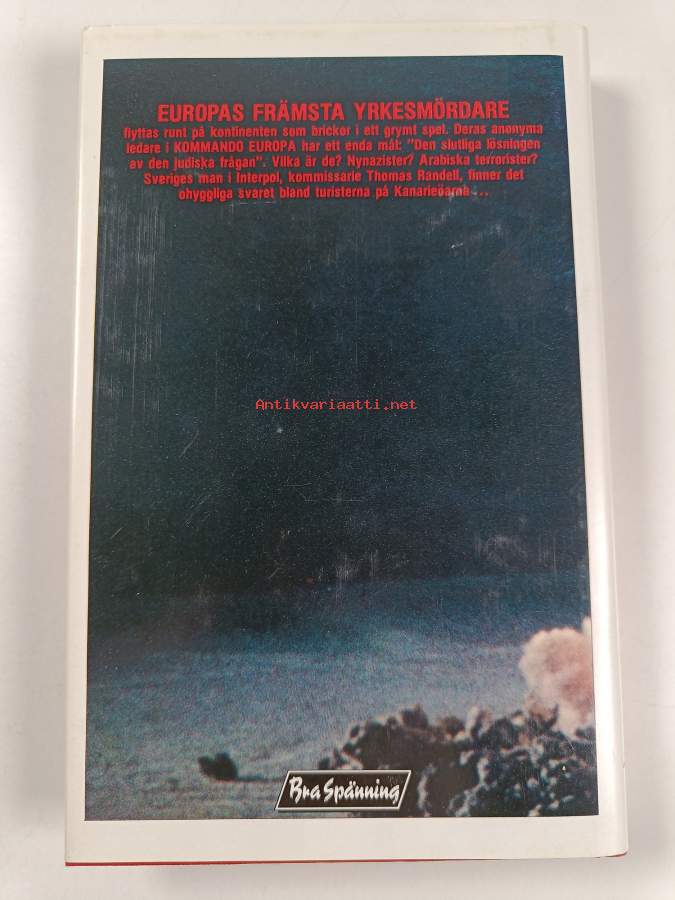 EUROPAS FRÄMSTA YRKESMÖRDARE
flyttas runt på kontinenten som brickor i ett grymt spel. Deras anonyma
ledare i KOMMANDO EUROPA har ett enda mål: "Den slutliga lösningen
av den judiska frågan". Vilka är de? Nynazister? Arabiska terrorister?
Sveriges man i Interpol, kommissarie Thomas Randell, finner det
ohyggliga svaret bland turisterna på Kanarieöarna ...
Antikvariaatti.net
Bra Spänning